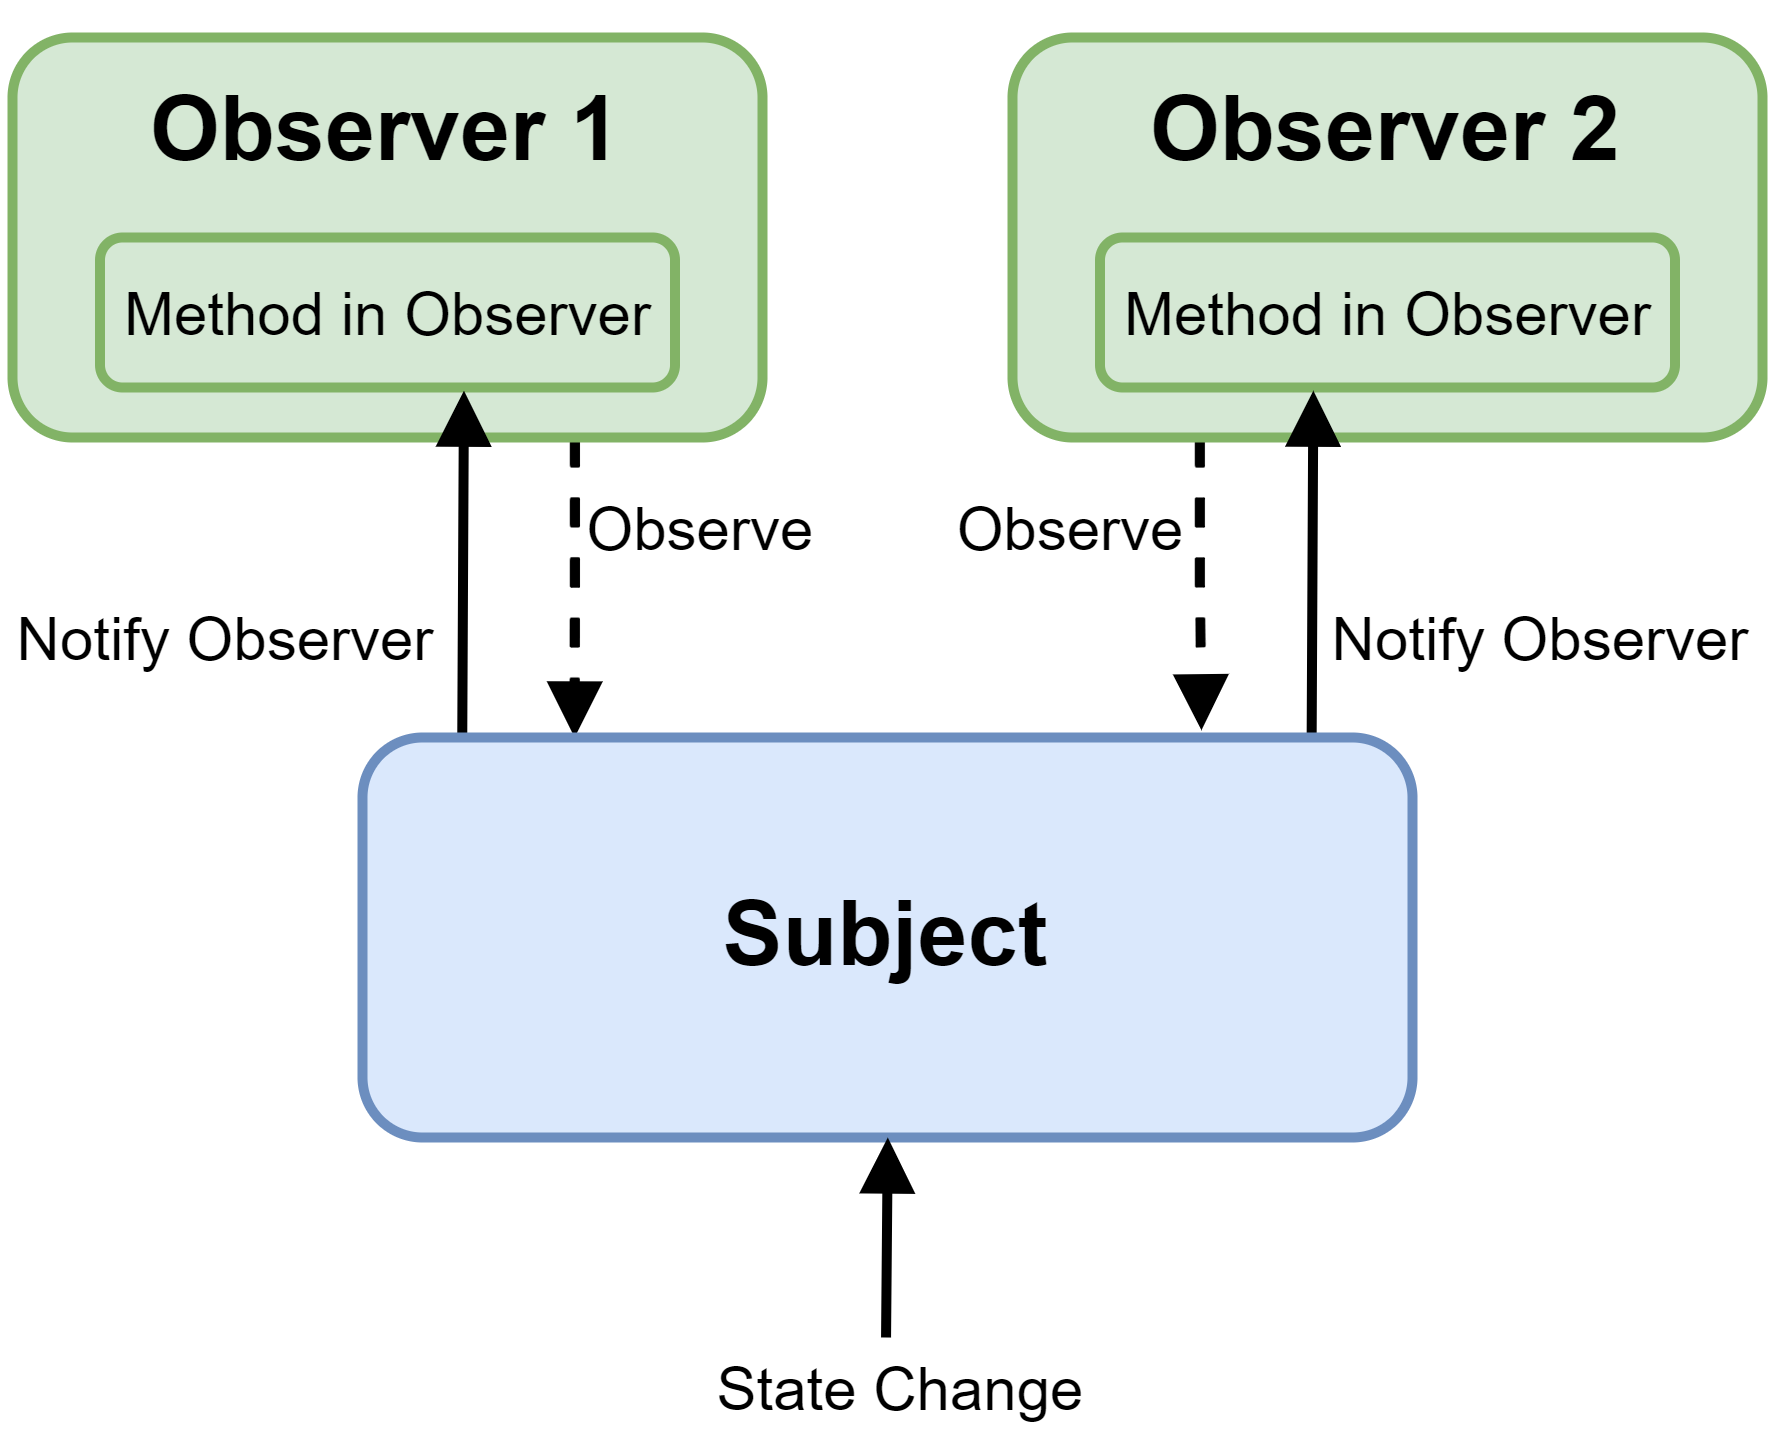 Observer 1
Observer 2
Method in Observer
Method in Observer
Observe
Observe
Notify Observer
Notify Observer
Subject
State Change